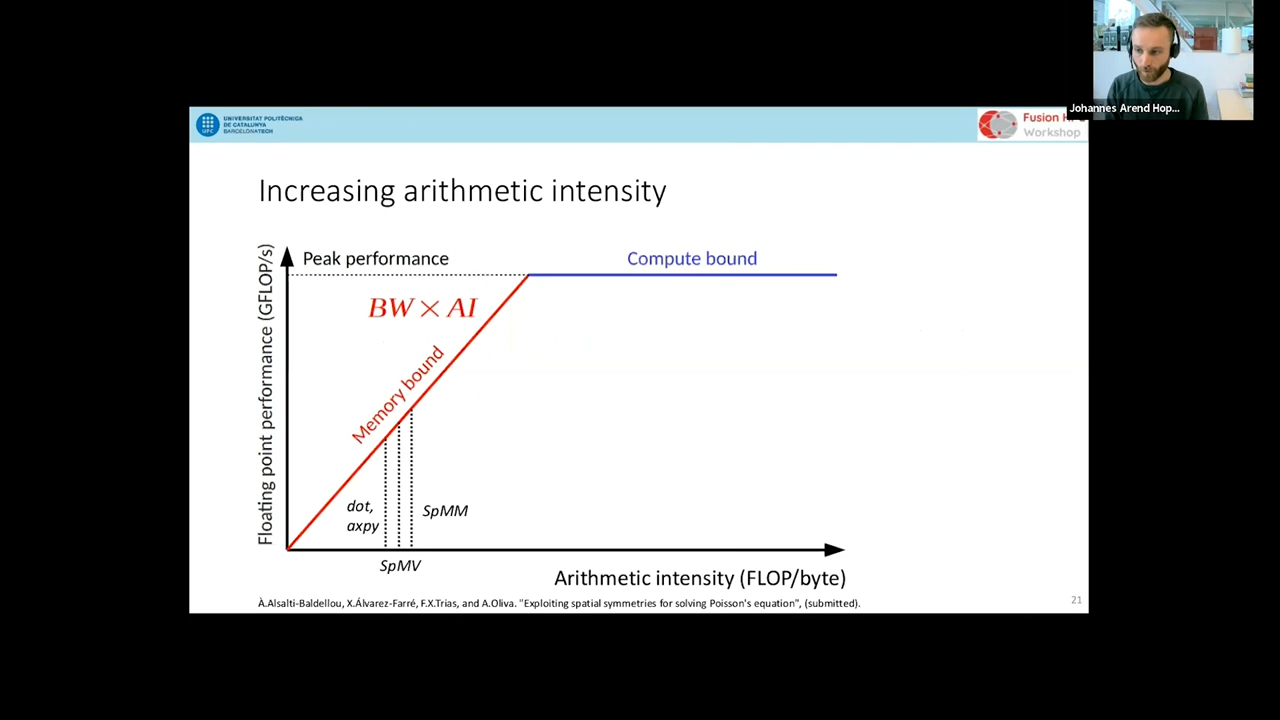 Johannes Arend Hop...
UNIVERSITAT POLITÈCNICA
DE CATALUNYA
BARCELONATECH
UPC
Fusion
Workshop
Increasing arithmetic intensity
Peak performance
Compute bound
BW × AI
Memory bound
Floating point performance (GFLOP/s)
dot,
axpy
SpMM
SpMV
Arithmetic intensity (FLOP/byte)
À.Alsalti-Baldellou, X.Álvarez-Farré, F.X.Trias, and A.Oliva. "Exploiting spatial symmetries for solving Poisson's equation", (submitted).
21